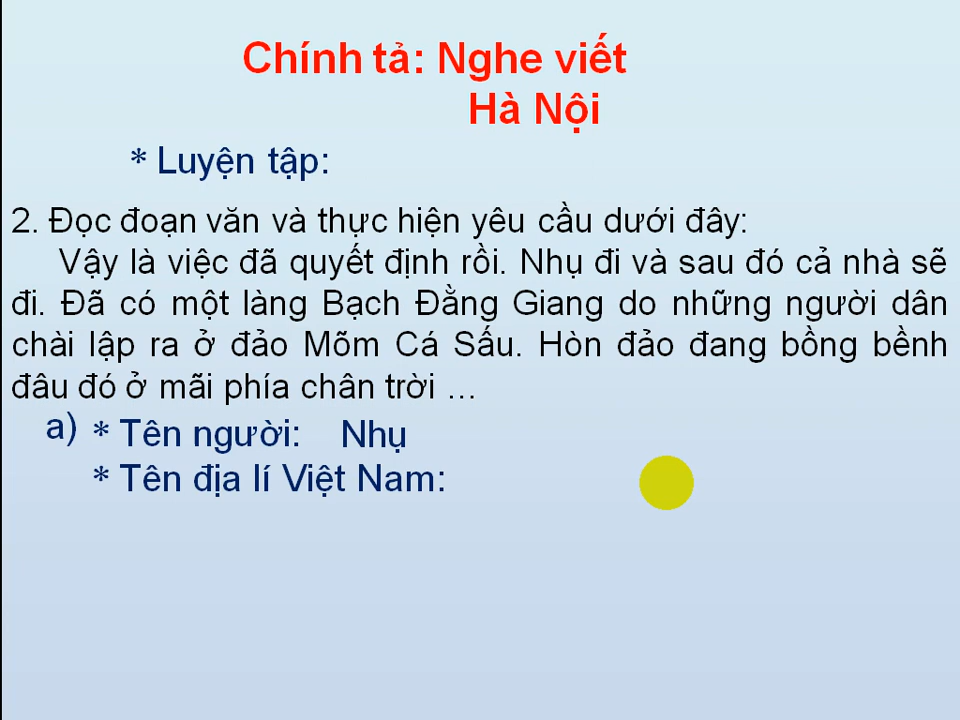 Chính tả: Nghe viết
Hà Nội
* Luyện tập:
2. Đọc đoạn văn và thực hiện yêu cầu dưới đây:
Vậy là việc đã quyết định rồi. Nhụ đi và sau đó cả nhà sẽ
đi. Đã có một làng Bạch Đằng Giang do những người dân
chài lập ra ở đảo Mõm Cá Sấu. Hòn đảo đang bồng bềnh
đâu đó ở mãi phía chân trời ...
a) * Tên người: Nhụ
* Tên địa lí Việt Nam: